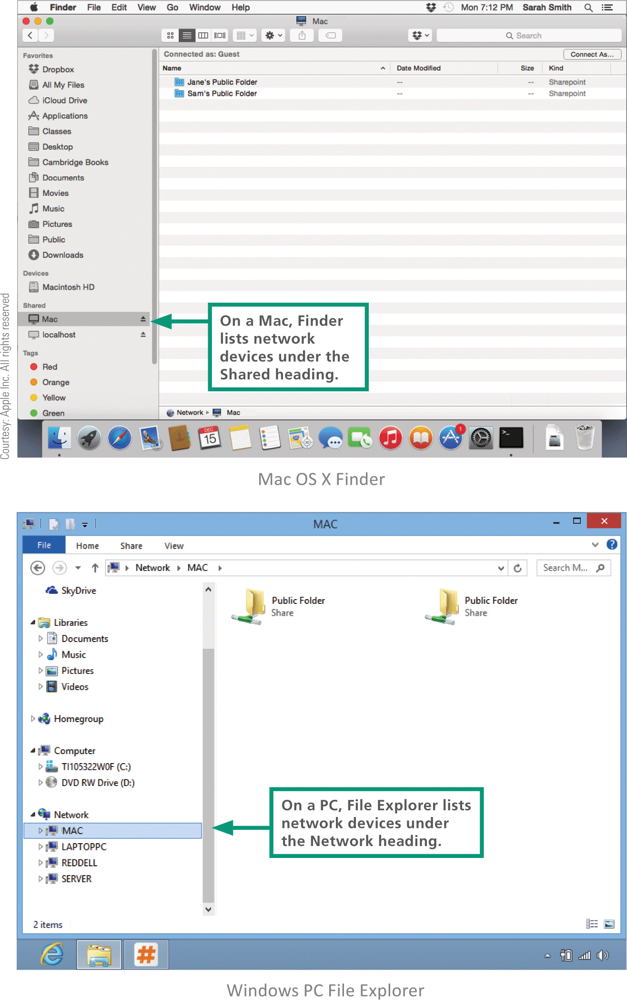 Finder File Edit View Go Window Help Mon 7:12 PM Sarah Smith
Mac
Search
Favorites
Dropbox
All My Files
iCloud Drive
Applications
Classes
Desktop
Cambridge Books
Documents
Movies
Music
Pictures
Public
Downloads
Devices
Macintosh HD
Shared
Mac
localhost
Tags
Red
Orange
Yellow
Green
Connected as: Guest Connect As...
Name Date Modified Size Kind
Jane's Public Folder -- -- Sharepoint
Sam's Public Folder -- -- Sharepoint
On a Mac, Finder
lists network
devices under the
Shared heading.
Network Mac
DEC
15
3D
1
>_
Courtesy: Apple Inc. All rights reserved
Mac OS X Finder
MAC
File Home Share View
Network MAC Search M...
SkyDrive
Libraries
Documents
Music
Pictures
Videos
Homegroup
Computer
TI105322W0F (C:)
DVD RW Drive (D:)
Network
MAC
LAPTOPPC
REDDELL
SERVER
Public Folder
Share
Public Folder
Share
On a PC, File Explorer lists
network devices under
the Network heading.
2 items
#
Windows PC File Explorer